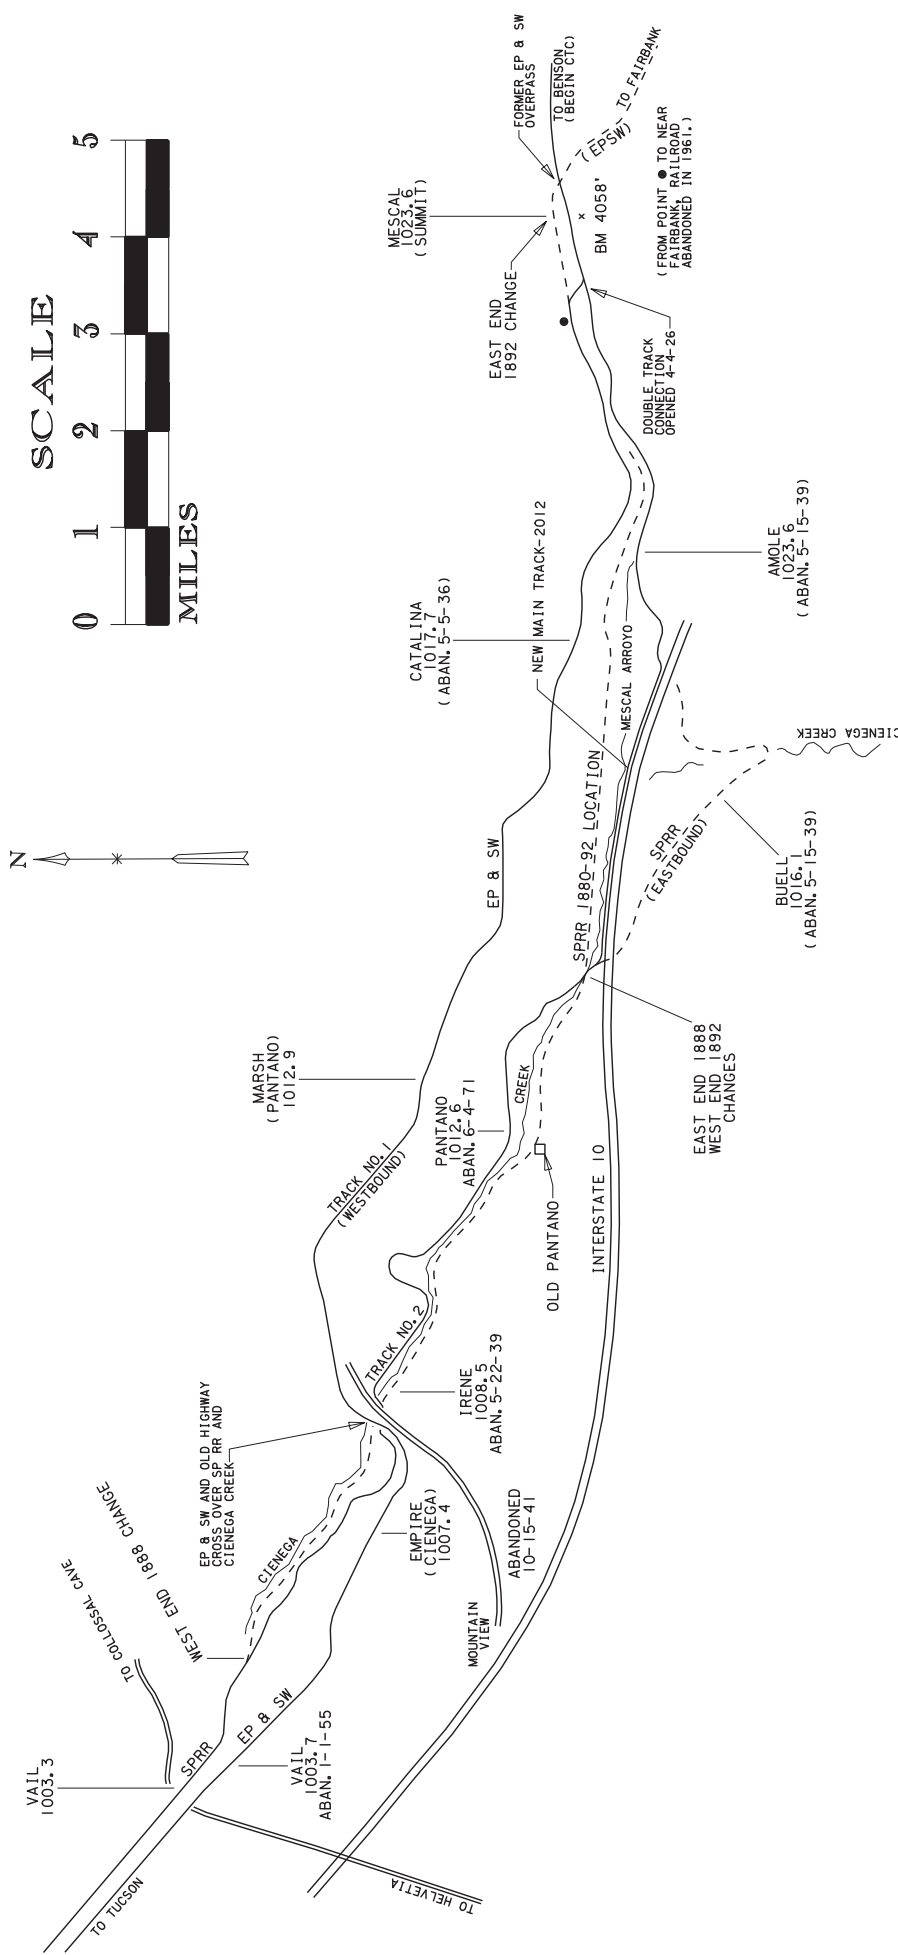 N
SCALE
0 1 2 3 4 5
MILES
VAIL
1003.3
TO COLLOSSAL CAVE
WEST END 1888 CHANGE
EP & SW AND OLD HIGHWAY
CROSS OVER SP RR AND
CIENEGA CREEK
MARSH
(PANTANO)
1012.9
TRACK NO.1
(WESTBOUND)
PANTANO
1012.6
ABAN. 6-4-71
CATALINA
1017.7
(ABAN. 5-5-36)
MESCAL
1023.6
(SUMMIT)
EAST END
1892 CHANGE
FORMER EP & SW
OVERPASS
TO BENSON
(BEGIN CTC)
TO FAIRBANK
(EPSW)
BM 4058'
x
(FROM POINT ● TO NEAR
FAIRBANK, RAILROAD
ABANDONED IN 1961.)
DOUBLE TRACK
CONNECTION
OPENED 4-4-26
NEW MAIN TRACK-2012
EP & SW
SPRR 1880-92 LOCATION
MESCAL ARROYO
AMOLE
1023.6
(ABAN. 5-15-39)
CIENEGA CREEK
SPRR
(EASTBOUND)
BUELL
1016.1
(ABAN. 5-15-39)
EAST END 1888
WEST END 1892
CHANGES
CREEK
OLD PANTANO
INTERSTATE 10
TRACK NO.2
IRENE
1008.5
ABAN. 5-22-39
CIENEGA
EMPIRE
(CIENEGA)
1007.4
ABANDONED
10-15-41
MOUNTAIN
VIEW
SPRR
EP & SW
VAIL
1003.7
ABAN. 1-1-55
TO TUCSON
TO HELVETIA